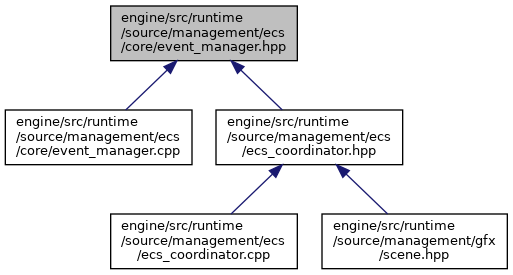 engine/src/runtime
/source/management/ecs
/core/event_manager.hpp
engine/src/runtime
/source/management/ecs
/core/event_manager.cpp
engine/src/runtime
/source/management/ecs
/ecs_coordinator.hpp
engine/src/runtime
/source/management/ecs
/ecs_coordinator.cpp
engine/src/runtime
/source/management/gfx
/scene.hpp